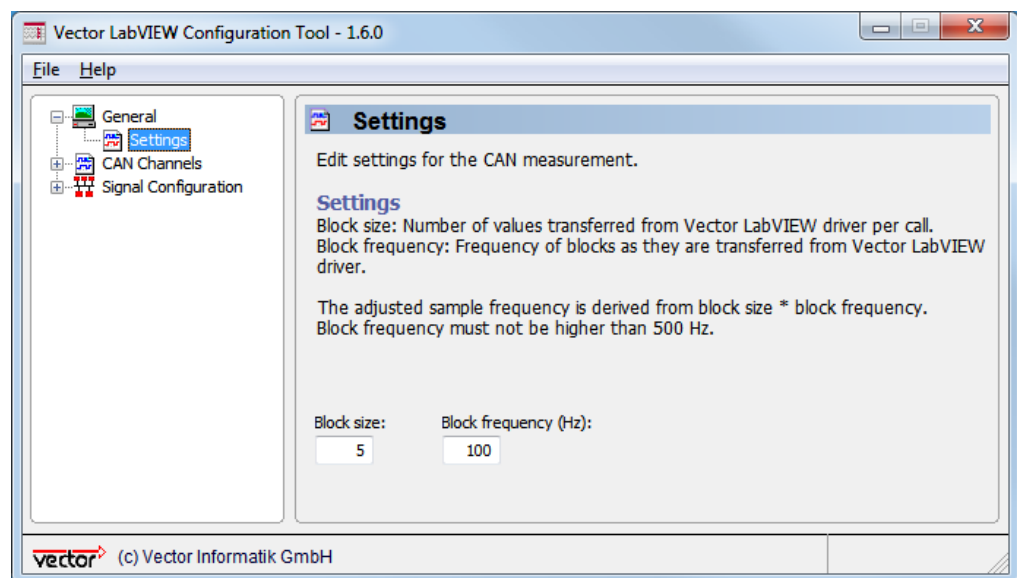 Vector LabVIEW Configuration Tool - 1.6.0
File Help
General
Settings
CAN Channels
Signal Configuration
Settings
Edit settings for the CAN measurement.
Settings
Block size: Number of values transferred from Vector LabVIEW driver per call.
Block frequency: Frequency of blocks as they are transferred from Vector LabVIEW
driver.
The adjusted sample frequency is derived from block size * block frequency.
Block frequency must not be higher than 500 Hz.
Block size: Block frequency (Hz):
5 100
vector (c) Vector Informatik GmbH